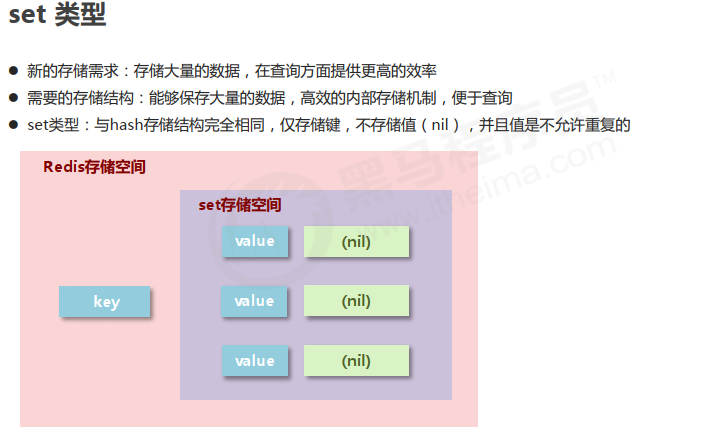 set 类型
新的存储需求：存储大量的数据，在查询方面提供更高的效率
需要的存储结构：能够保存大量的数据，高效的内部存储机制，便于查询
set类型：与hash存储结构完全相同，仅存储键，不存储值（nil），并且值是不允许重复的
Redis存储空间
set存储空间
value (nil)
key
value (nil)
value (nil)
黑马程序员™
www.itheima.com